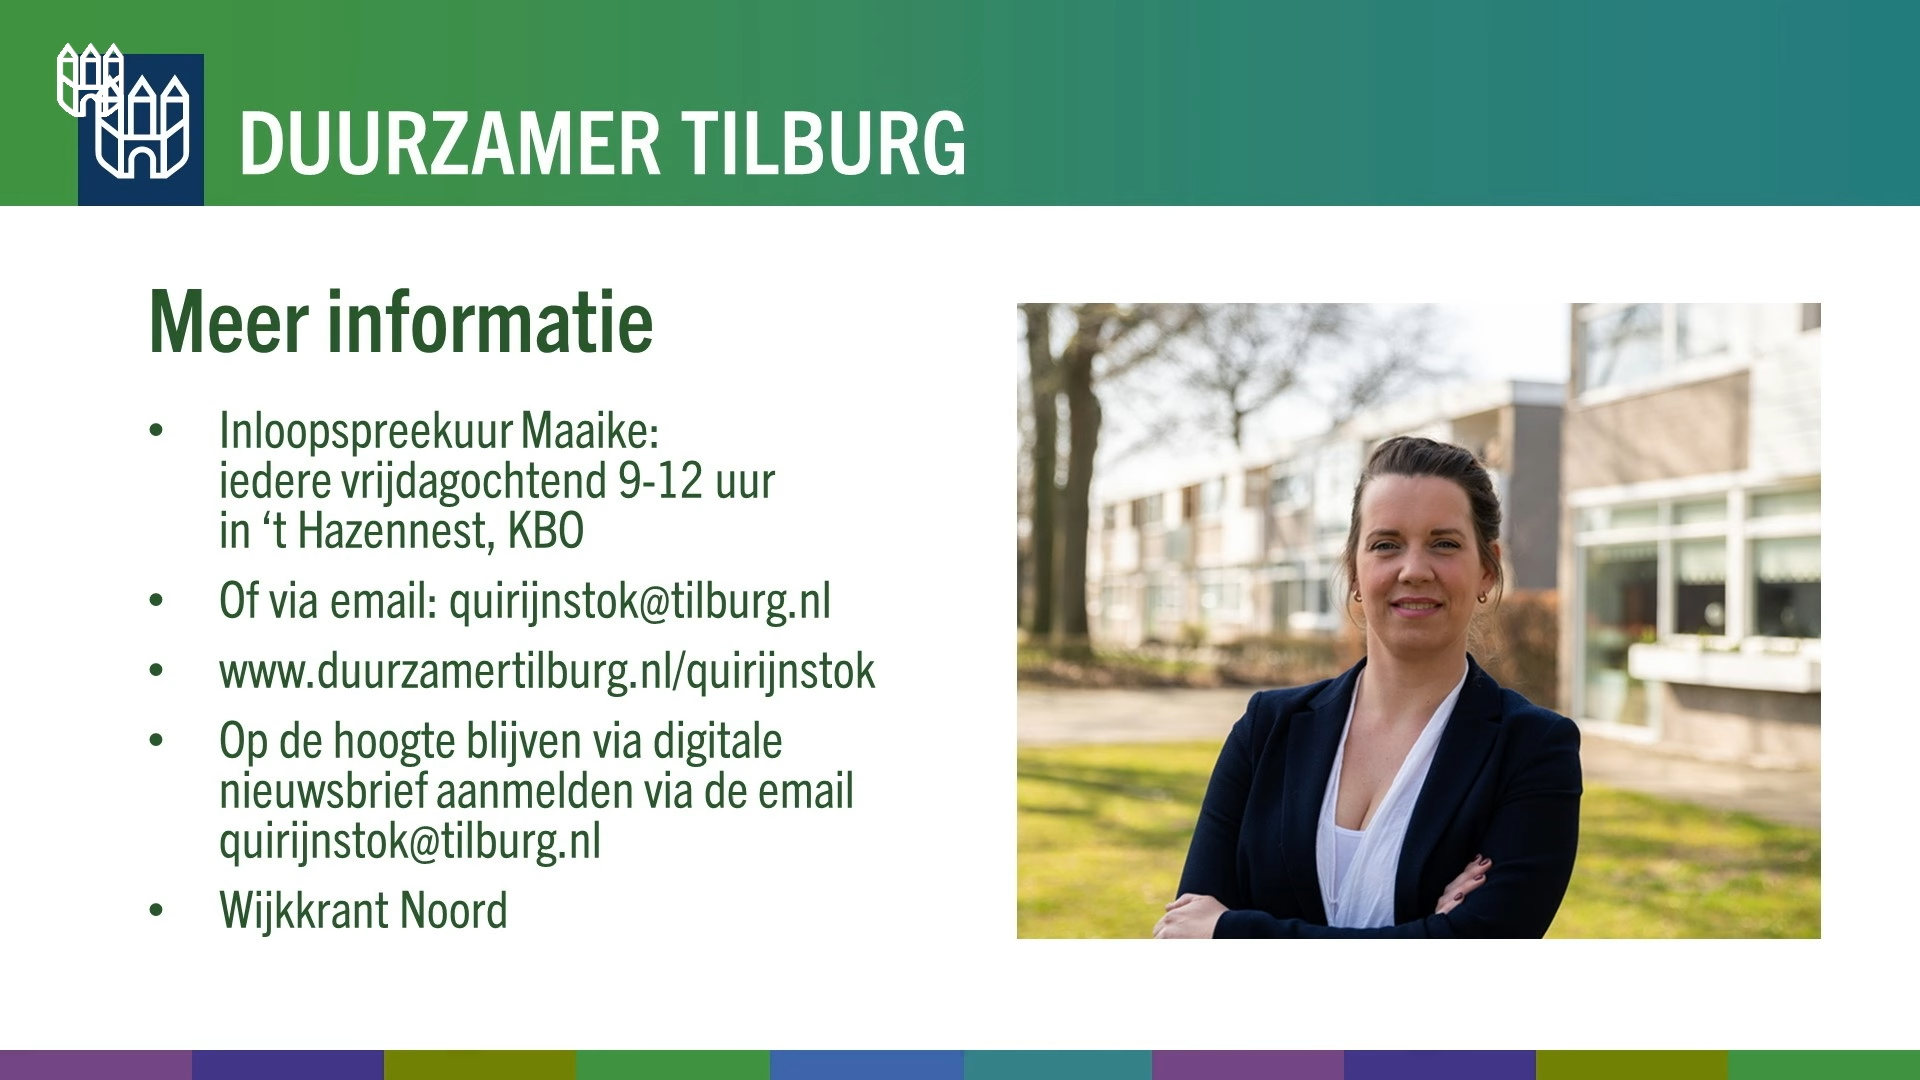 DUURZAMER TILBURG
Meer informatie
• Inloopspreekuur Maaike:
iedere vrijdagochtend 9-12 uur
in ‘t Hazennest, KBO
• Of via email: quirijnstok@tilburg.nl
• www.duurzamertilburg.nl/quirijnstok
• Op de hoogte blijven via digitale
nieuwsbrief aanmelden via de email
quirijnstok@tilburg.nl
• Wijkkrant Noord